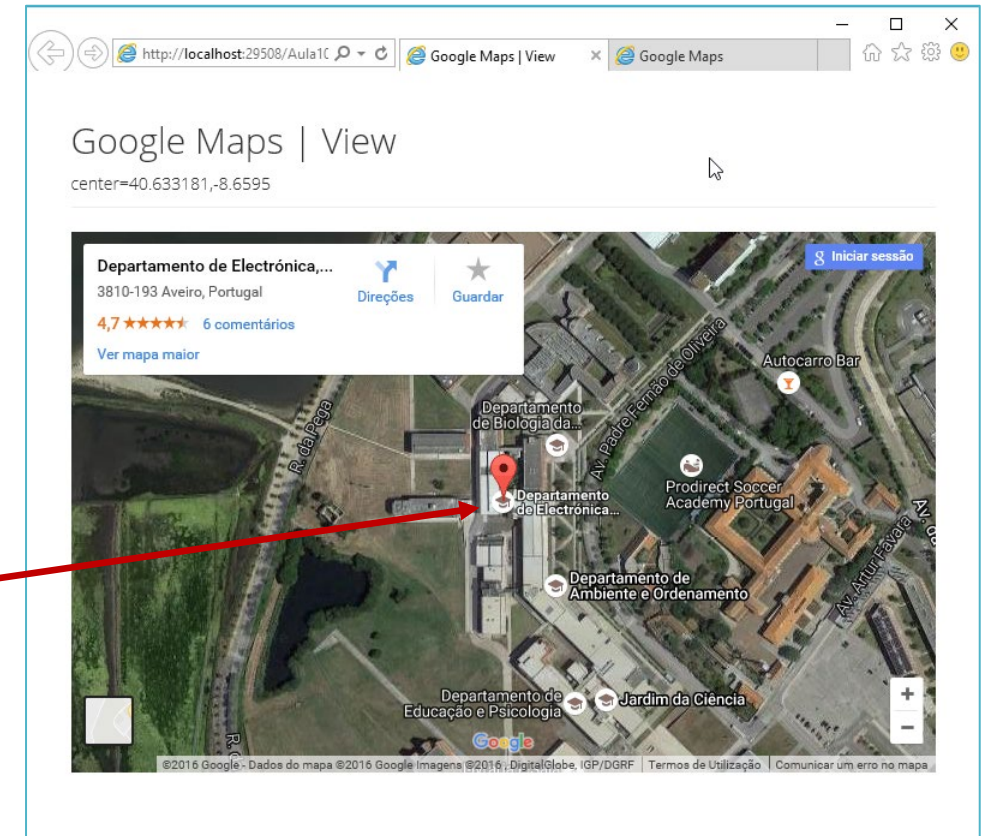 http://localhost:29508/Aula10
Google Maps | View
Google Maps
Google Maps | View
center=40.633181,-8.6595
Departamento de Electrónica,...
3810-193 Aveiro, Portugal
4,7
6 comentários
Ver mapa maior
Direções
Guardar
Iniciar sessão
Autocarro Bar
Av. Padre Fernão de Oliveira
R. da Pega
Departamento
de Biologia da...
Prodirect Soccer
Academy Portugal
Departamento
de Electrónica...
Av. Artur Ravara
Departamento de
Ambiente e Ordenamento
Departamento de
Educação e Psicologia
Jardim da Ciência
Google
©2016 Google - Dados do mapa ©2016 Google Imagens ©2016 , DigitalGlobe, IGP/DGRF
Termos de Utilização
Comunicar um erro no mapa